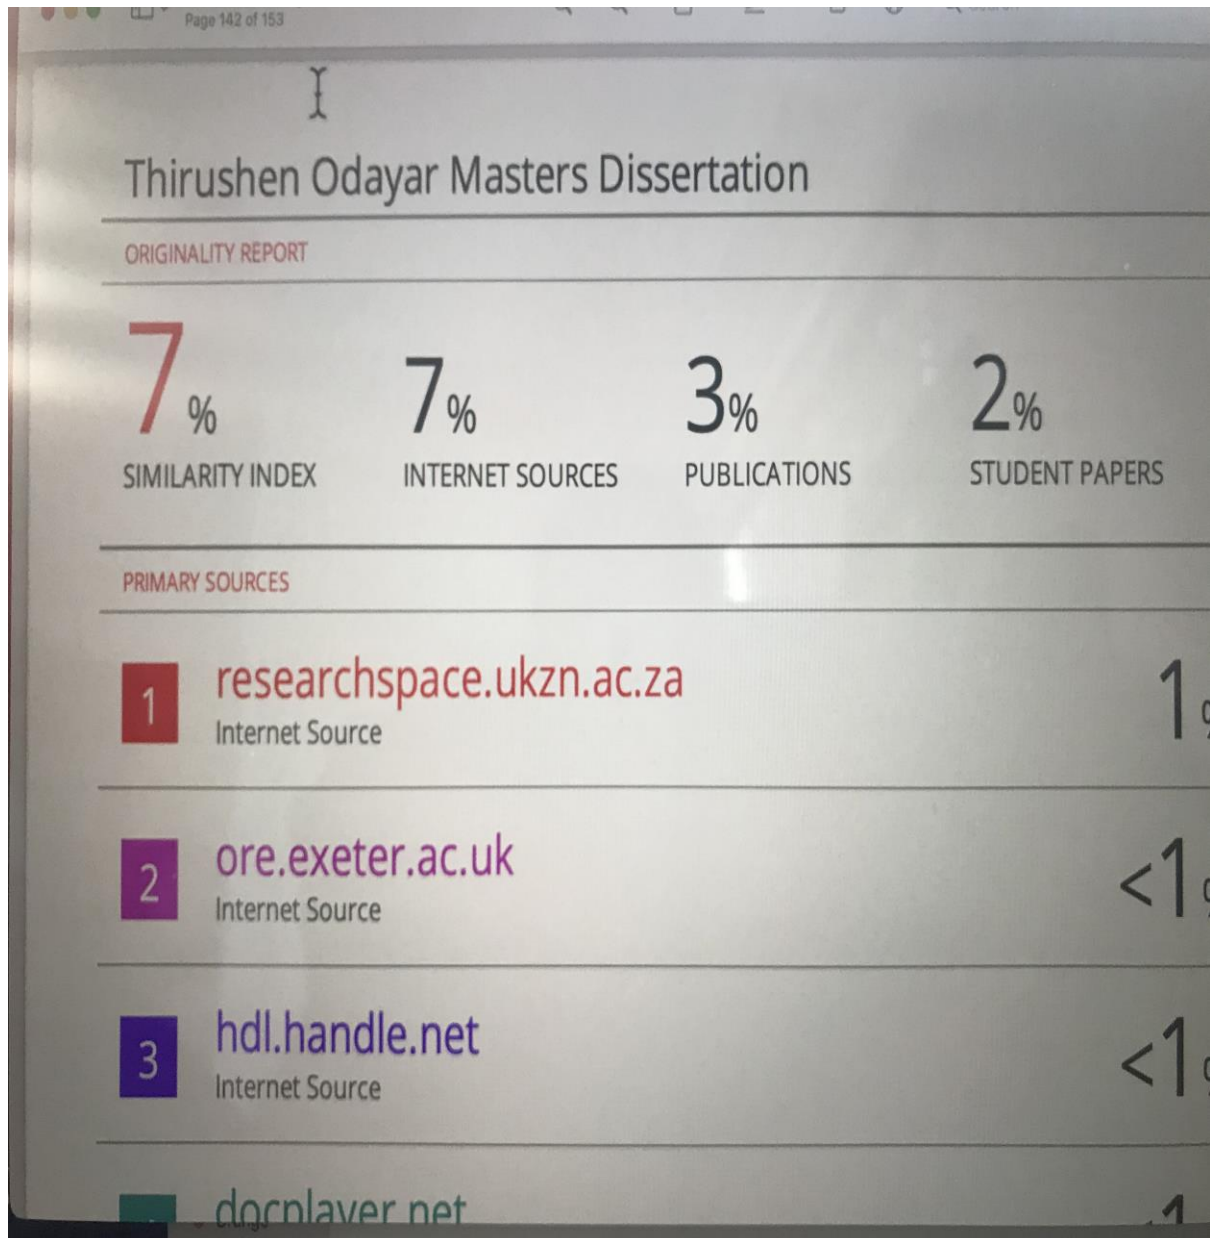 Page 142 of 153
Thirushen Odayar Masters Dissertation
ORIGINALITY REPORT
7% 7% 3% 2%
SIMILARITY INDEX INTERNET SOURCES PUBLICATIONS STUDENT PAPERS
PRIMARY SOURCES
1 researchspace.ukzn.ac.za 1%
Internet Source
2 ore.exeter.ac.uk <1%
Internet Source
3 hdl.handle.net <1%
Internet Source
docplayer.net